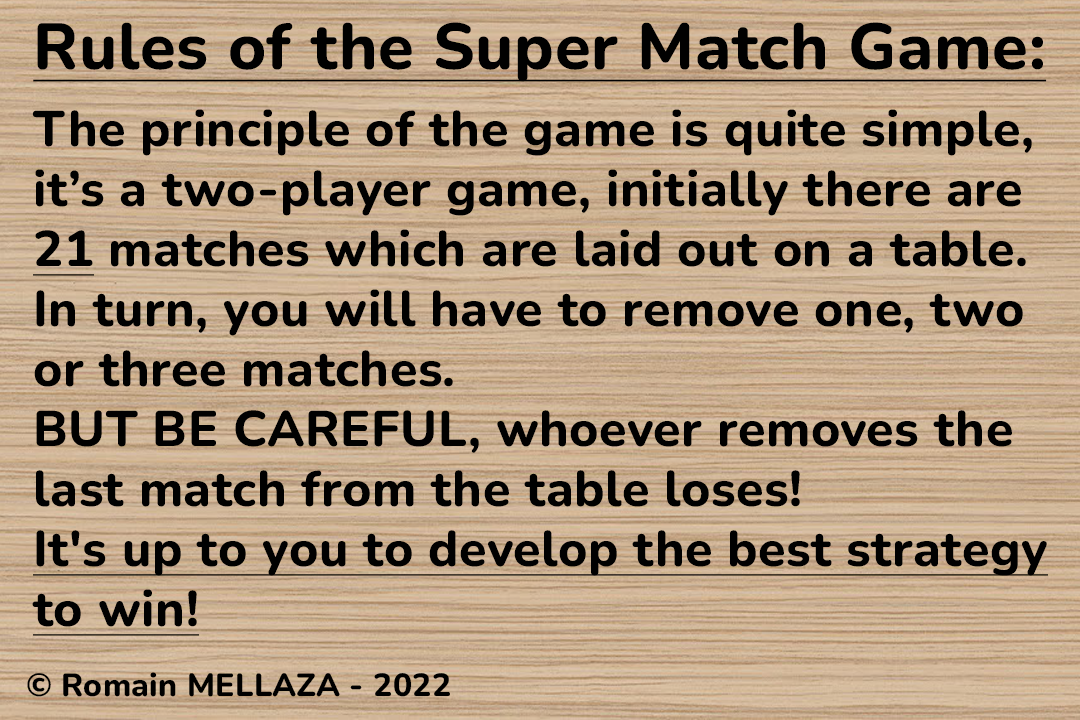 Rules of the Super Match Game:
The principle of the game is quite simple,
it’s a two-player game, initially there are
21 matches which are laid out on a table.
In turn, you will have to remove one, two
or three matches.
BUT BE CAREFUL, whoever removes the
last match from the table loses!
It's up to you to develop the best strategy
to win!
© Romain MELLAZA - 2022